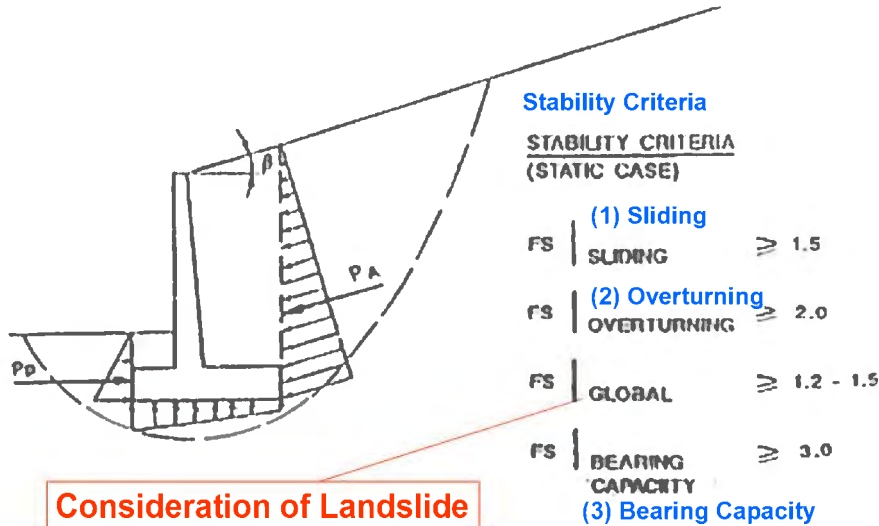 Stability Criteria
STABILITY CRITERIA
(STATIC CASE)
(1) Sliding
FS | SLIDING ≥ 1.5
(2) Overturning
FS | OVERTURNING ≥ 2.0
FS | GLOBAL ≥ 1.2 - 1.5
FS | BEARING CAPACITY ≥ 3.0
(3) Bearing Capacity
β
PA
Pp
Consideration of Landslide